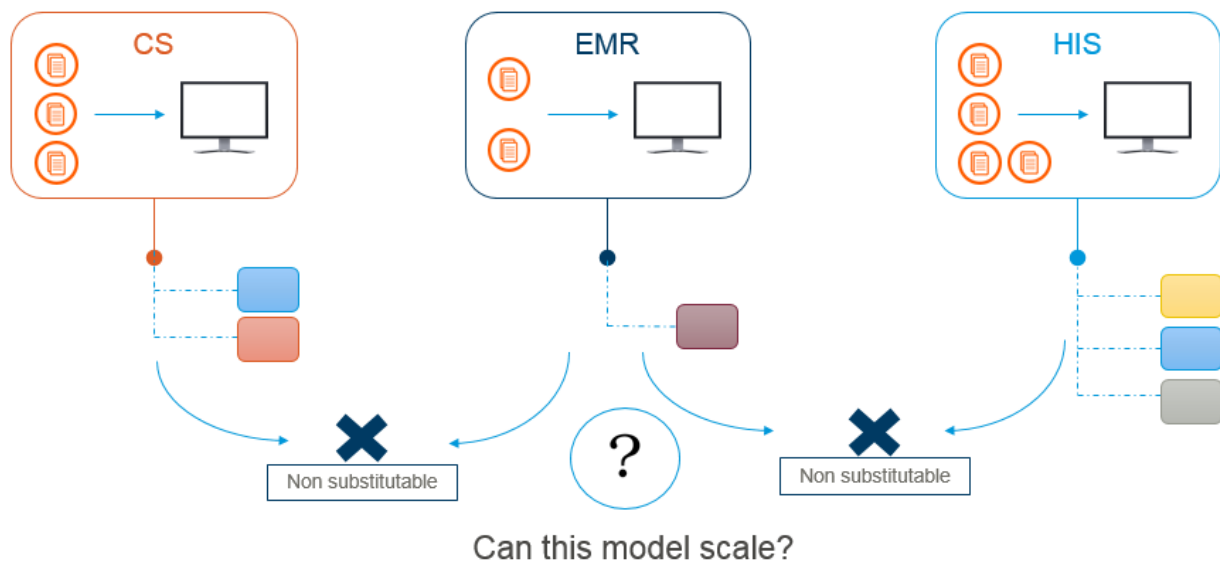 CS
EMR
HIS
Non substitutable
?
Non substitutable
Can this model scale?